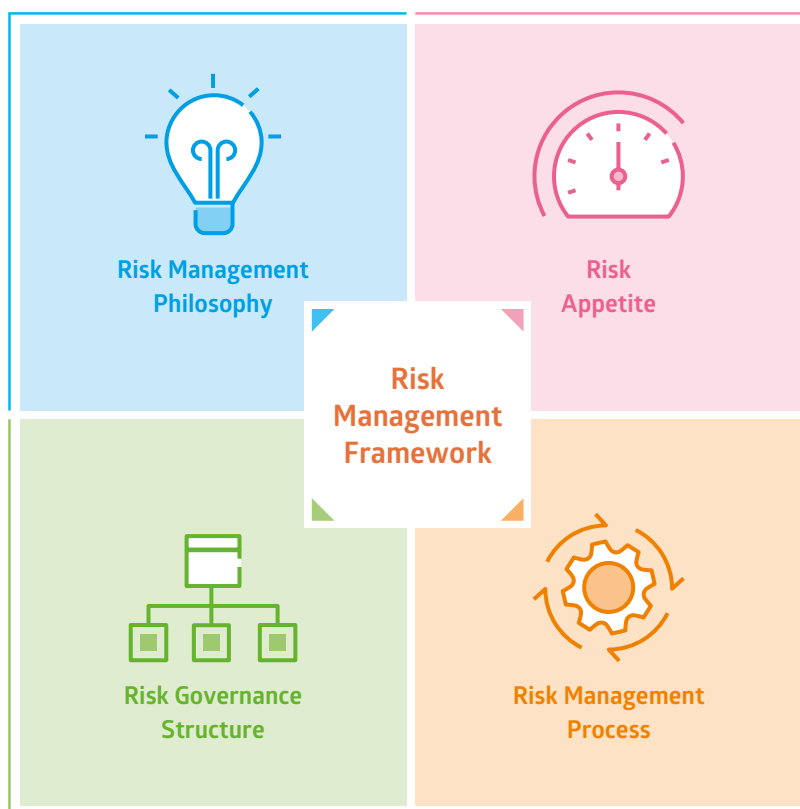 Risk Management
Philosophy
Risk
Appetite
Risk
Management
Framework
Risk Governance
Structure
Risk Management
Process